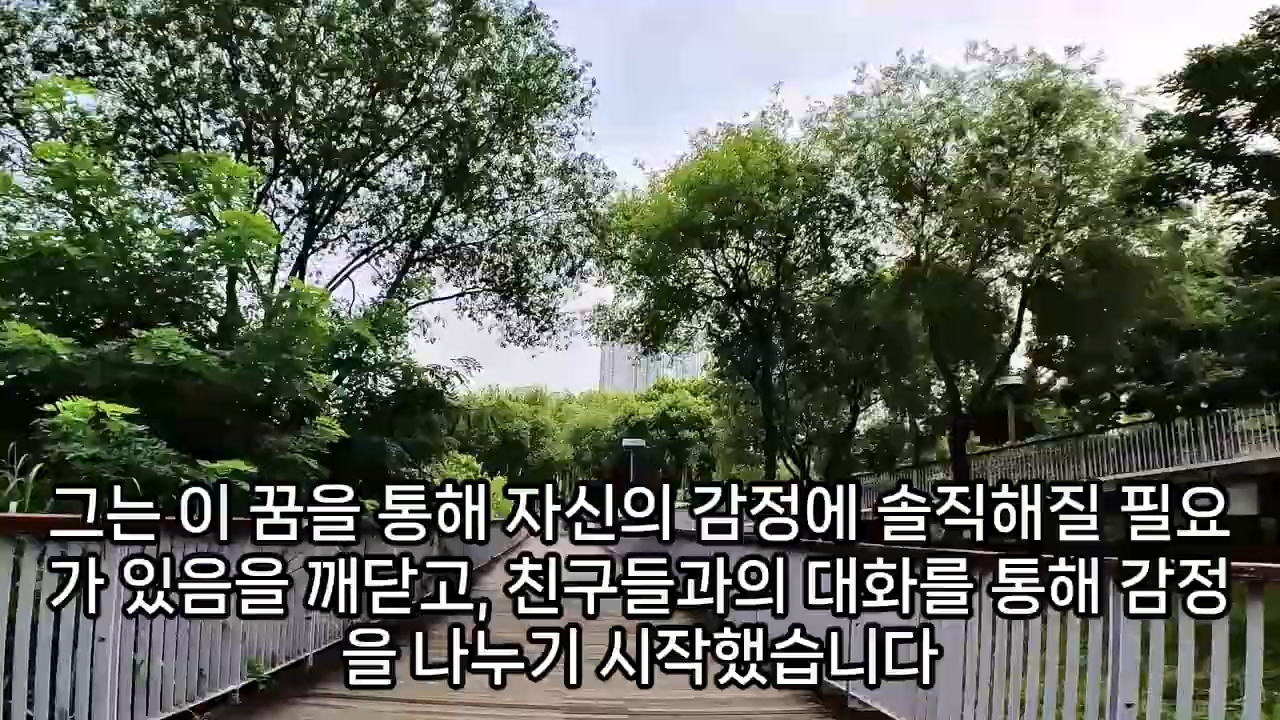 그는 이 꿈을 통해 자신의 감정에 솔직해질 필요
가 있음을 깨닫고, 친구들과의 대화를 통해 감정
을 나누기 시작했습니다